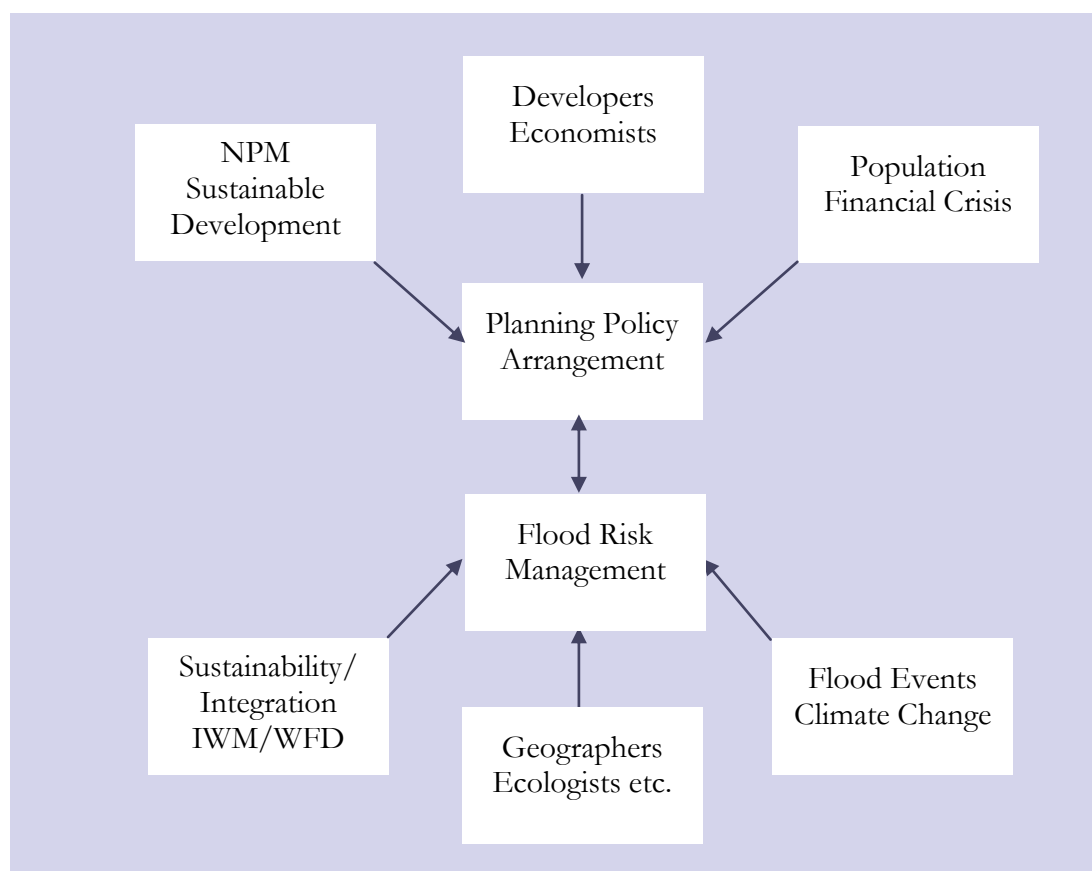 Developers
Economists
NPM
Sustainable
Development
Population
Financial Crisis
Planning Policy
Arrangement
Flood Risk
Management
Sustainability/
Integration
IWM/WFD
Flood Events
Climate Change
Geographers
Ecologists etc.